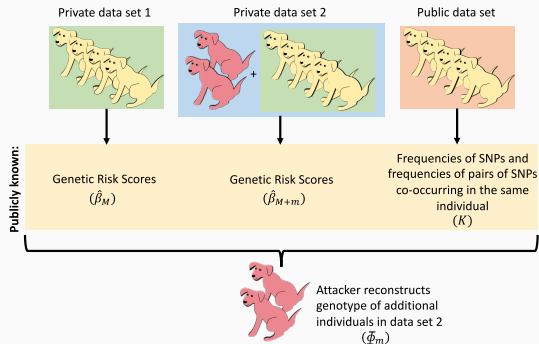 Private data set 1
Private data set 2
Public data set
+
Publicly known:
Genetic Risk Scores
(β̂_M)
Genetic Risk Scores
(β̂_{M+m})
Frequencies of SNPs and
frequencies of pairs of SNPs
co-occurring in the same
individual
(K)
Attacker reconstructs
genotype of additional
individuals in data set 2
(Φ̄_m)